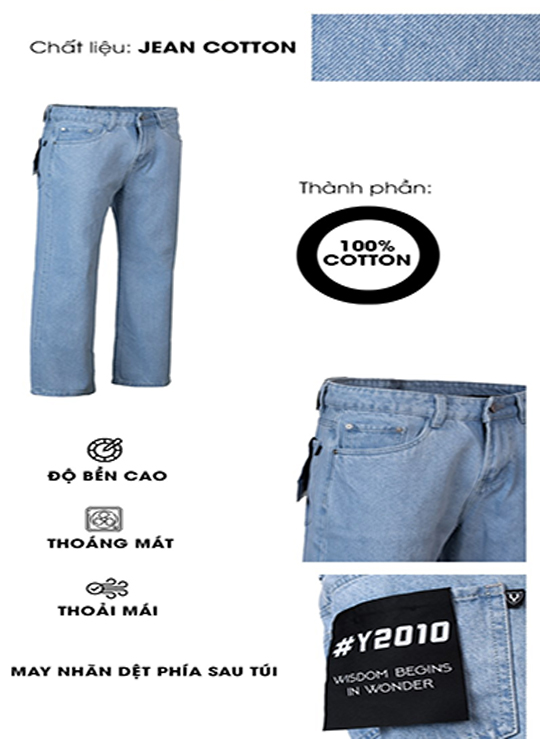 Chất liệu: JEAN COTTON
Thành phần:
100%
COTTON
ĐỘ BỀN CAO
THOÁNG MÁT
THOẢI MÁI
MAY NHÃN DỆT PHÍA SAU TÚI
#Y2010
WISDOM BEGINS
IN WONDER